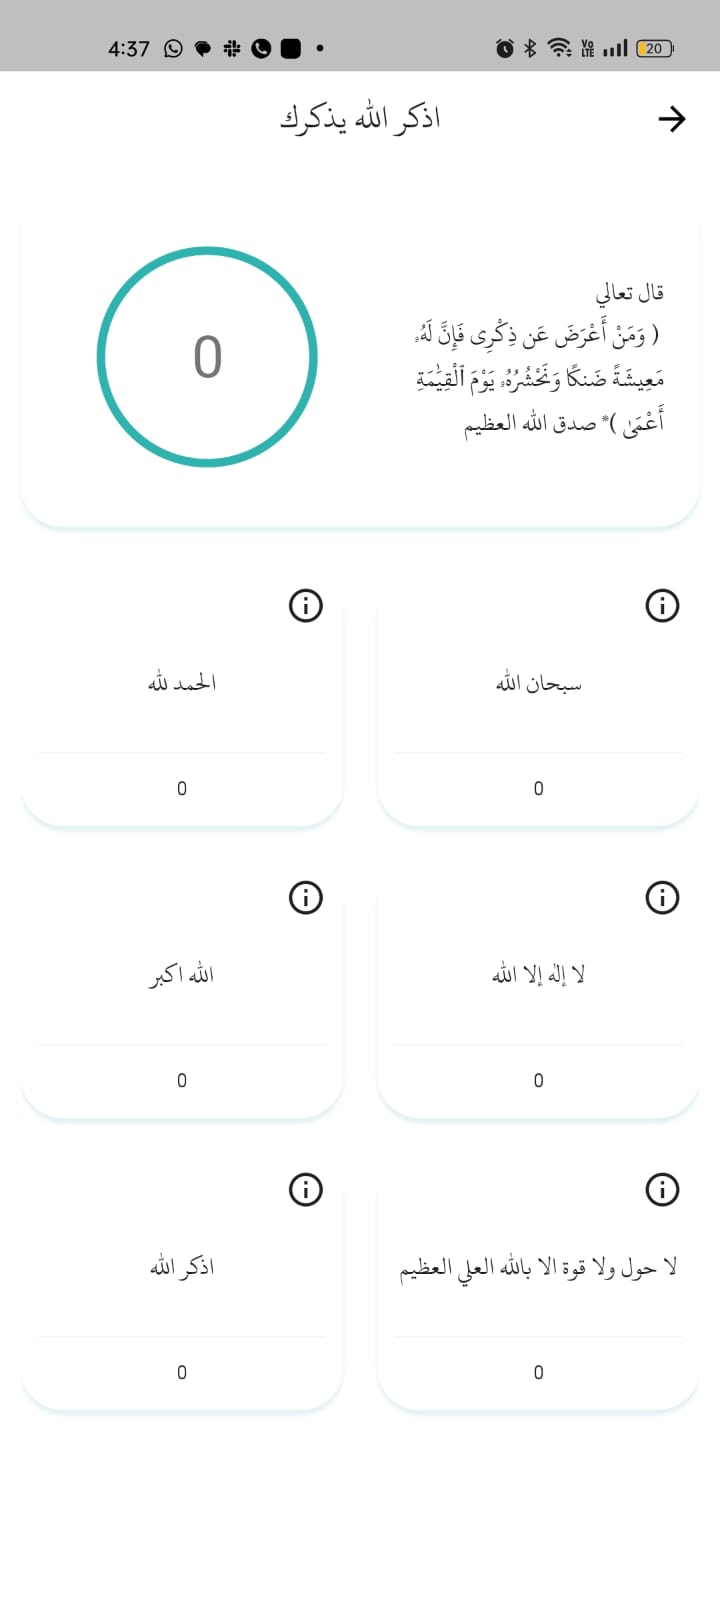 4:37
Vo LTE
20
اذكر الله يذكرك
قال تعالي
( وَمَنْ أَعْرَضَ عَن ذِكْرِى فَإِنَّ لَهُۥ
مَعِيشَةً ضَنكًا وَنَحْشُرُهُۥ يَوْمَ ٱلْقِيَٰمَةِ
أَعْمَىٰ )* صدق الله العظيم
0
سبحان الله
0
الحمد لله
0
لا إله إلا الله
0
الله اكبر
0
لا حول ولا قوة الا بالله العلي العظيم
0
اذكر الله
0